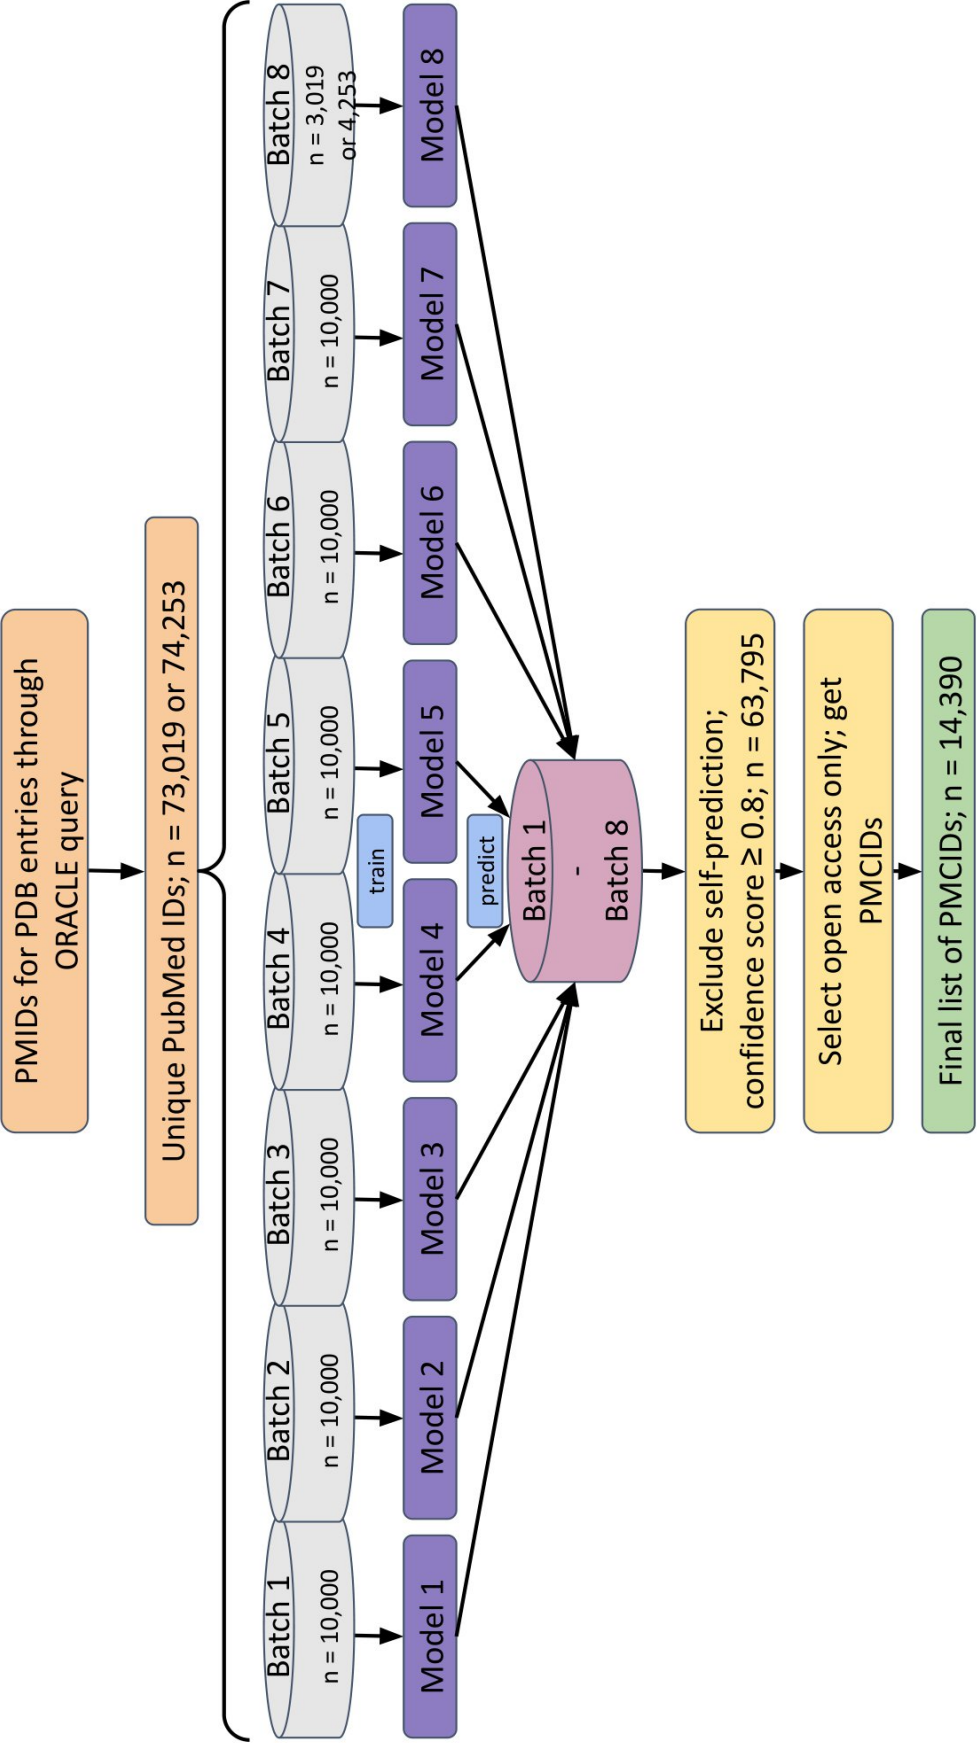 PMIDs for PDB entries through
ORACLE query
Unique PubMed IDs; n = 73,019 or 74,253
Batch 1
n = 10,000
Batch 2
n = 10,000
Batch 3
n = 10,000
Batch 4
n = 10,000
Batch 5
n = 10,000
Batch 6
n = 10,000
Batch 7
n = 10,000
Batch 8
n = 3,019
or 4,253
train
Model 1
Model 2
Model 3
Model 4
Model 5
Model 6
Model 7
Model 8
predict
Batch 1
-
Batch 8
Exclude self-prediction;
confidence score ≥ 0.8; n = 63,795
Select open access only; get
PMCIDs
Final list of PMCIDs; n = 14,390